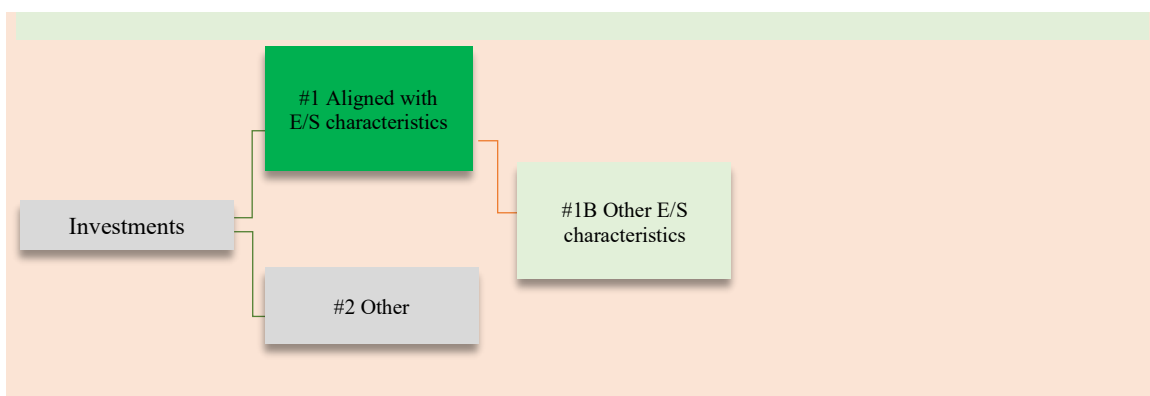 #1 Aligned with
E/S characteristics
#1B Other E/S
characteristics
Investments
#2 Other